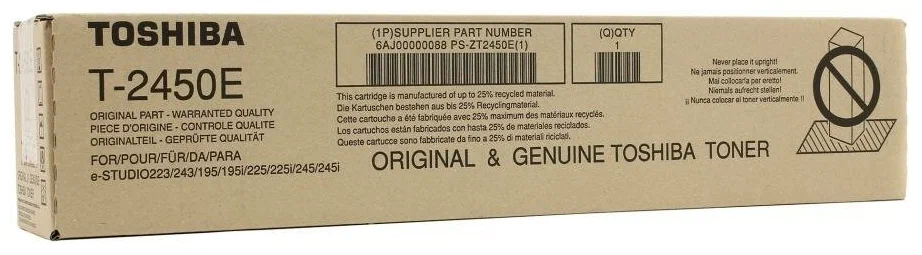 TOSHIBA
T-2450E
ORIGINAL PART - WARRANTED QUALITY
PIECE D'ORIGINE - CONTROLE QUALITE
ORIGINALTEIL - GEPRÜFTE QUALITÄT
FOR/POUR/FÜR/DA/PARA
e-STUDIO223/243/195/195i/225/225i/245/245i
(1P)SUPPLIER PART NUMBER
6AJ00000088 PS-ZT2450E(1)
(Q)QTY
1
This cartridge is manufactured of up to 25% recycled material.
Die Kartuschen bestehen aus bis 25% Recyclingmaterial.
Cette cartouche a été fabriquée avec 25% maximum des matériaux recyclés.
Los cartuchos están fabricados con hasta 25% de materiales reciclados.
Queste cartucce sono fabbricate da fino a 25% di materiali riciclati.
ORIGINAL & GENUINE TOSHIBA TONER
Never place it upright!
Ne jamais positionner verticalement.
Mai collocarla per eretto!
Niemals aufrecht stellen!
¡¡ Nunca colocar el toner verticalmente !!